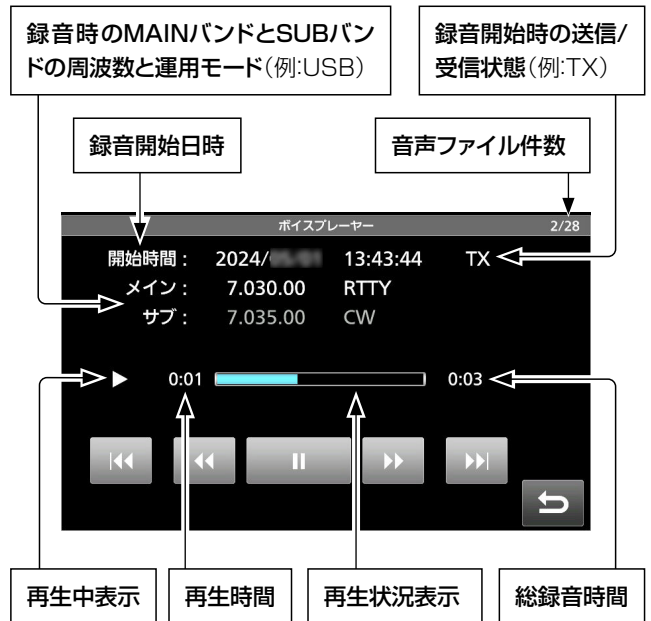 録音時のMAINバンドとSUBバン
ドの周波数と運用モード(例:USB)
録音開始時の送信/
受信状態(例:TX)
録音開始日時
音声ファイル件数
ボイスプレーヤー 2/28
開始時間: 2024/ 13:43:44 TX
メイン: 7.030.00 RTTY
サブ: 7.035.00 CW
0:01 0:03
再生中表示 再生時間 再生状況表示 総録音時間